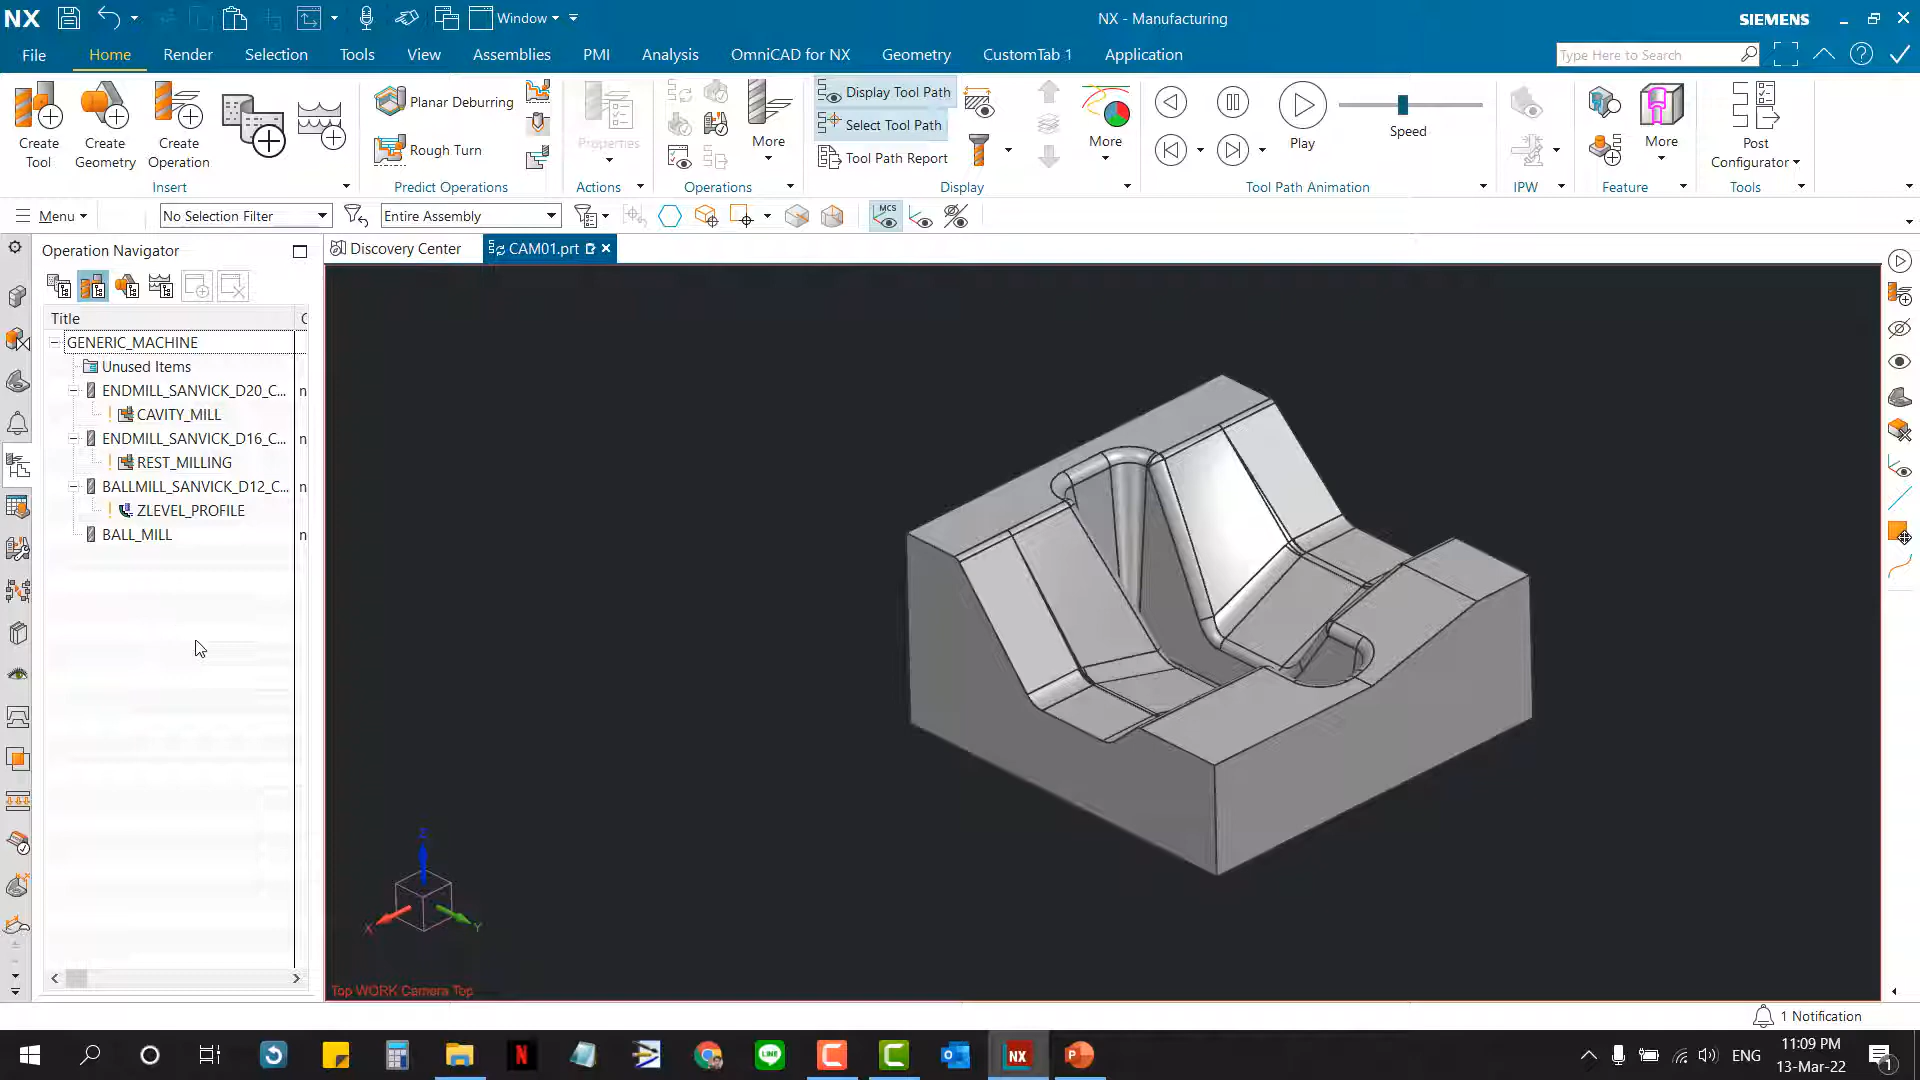 NX
Window
NX - Manufacturing
SIEMENS
File
Home
Render
Selection
Tools
View
Assemblies
PMI
Analysis
OmniCAD for NX
Geometry
CustomTab 1
Application
Type Here to Search
Create Tool
Create Geometry
Create Operation
Insert
Planar Deburring
Rough Turn
Predict Operations
Properties
Actions
More
Operations
Display Tool Path
Select Tool Path
Tool Path Report
More
Display
Play
Speed
Tool Path Animation
IPW
More
Feature
Post Configurator
Tools
Menu
No Selection Filter
Entire Assembly
MCS
Operation Navigator
Discovery Center
CAM01.prt
Title
C
GENERIC_MACHINE
Unused Items
ENDMILL_SANVICK_D20_C... n
CAVITY_MILL
ENDMILL_SANVICK_D16_C... n
REST_MILLING
BALLMILL_SANVICK_D12_C... n
ZLEVEL_PROFILE
BALL_MILL n
Z
X
Y
Top WORK Camera Top
1 Notification
N
LINE
C
C
NX
P
ENG
11:09 PM
13-Mar-22
1